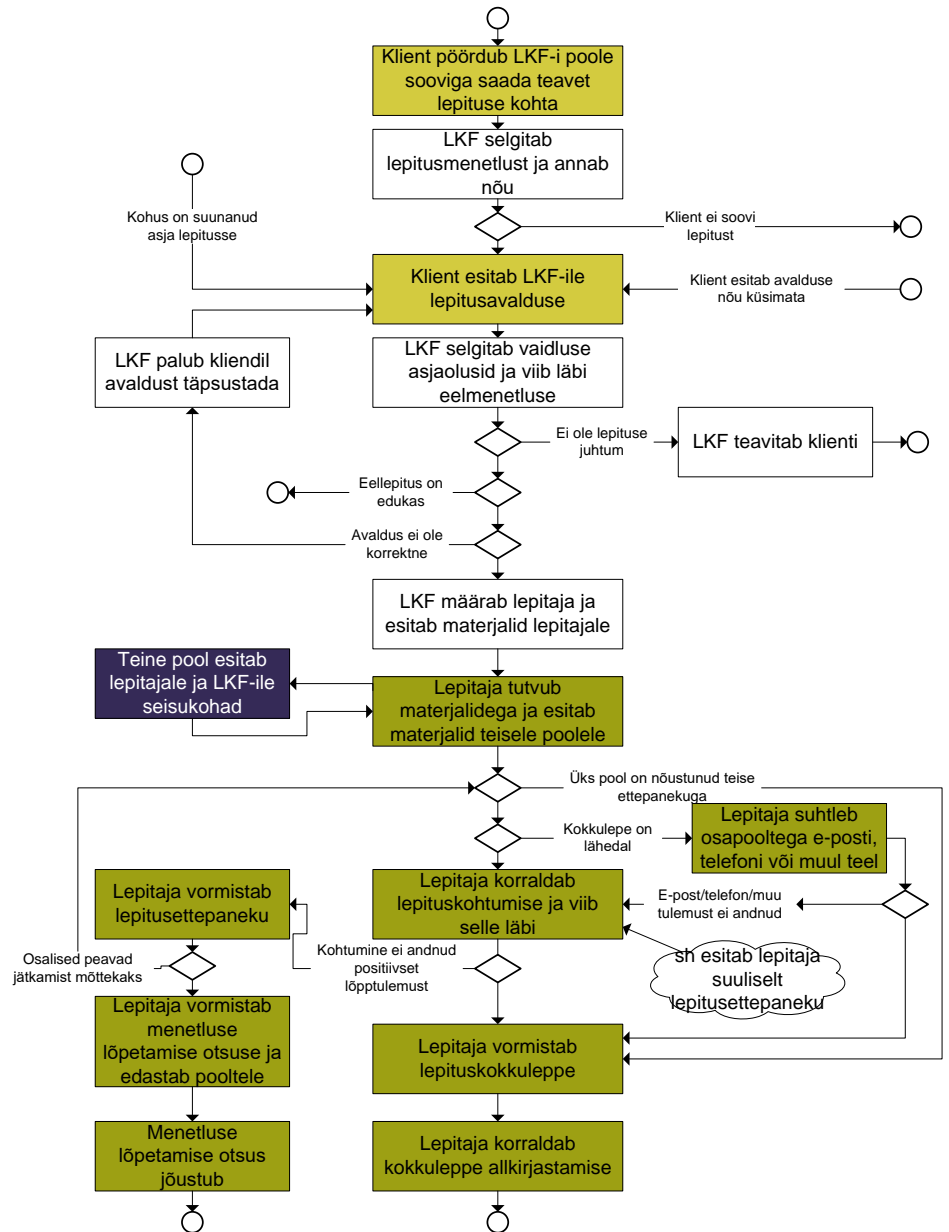 Klient pöördub LKF-i poole
sooviga saada teavet
lepituse kohta
LKF selgitab
lepitusmenetlust ja annab
nõu
Kohus on suunanud
asja lepitusse
Klient ei soovi
lepitust
Klient esitab LKF-ile
lepitusavalduse
Klient esitab avalduse
nõu küsimata
LKF palub kliendil
avaldust täpsustada
LKF selgitab vaidluse
asjaolusid ja viib läbi
eelmenetluse
Ei ole lepituse
juhtum
LKF teavitab klienti
Eellepitus on
edukas
Avaldus ei ole
korrektne
LKF määrab lepitaja ja
esitab materjalid lepitajale
Teine pool esitab
lepitajale ja LKF-ile
seisukohad
Lepitaja tutvub
materjalidega ja esitab
materjalid teisele poolele
Üks pool on nõustunud teise
ettepanekuga
Kokkulepe on
lähedal
Lepitaja suhtleb
osapooltega e-posti,
telefoni või muul teel
Lepitaja vormistab
lepitusettepaneku
Lepitaja korraldab
lepituskohtumise ja viib
selle läbi
E-post/telefon/muu
tulemust ei andnud
Osalised peavad
jätkamist mõttekaks
Kohtumine ei andnud
positiivset
lõpptulemust
sh esitab lepitaja
suuliselt
lepitusettepaneku
Lepitaja vormistab
menetluse
lõpetamise otsuse ja
edastab pooltele
Lepitaja vormistab
lepituskokkuleppe
Menetluse
lõpetamise otsus
jõustub
Lepitaja korraldab
kokkuleppe allkirjastamise